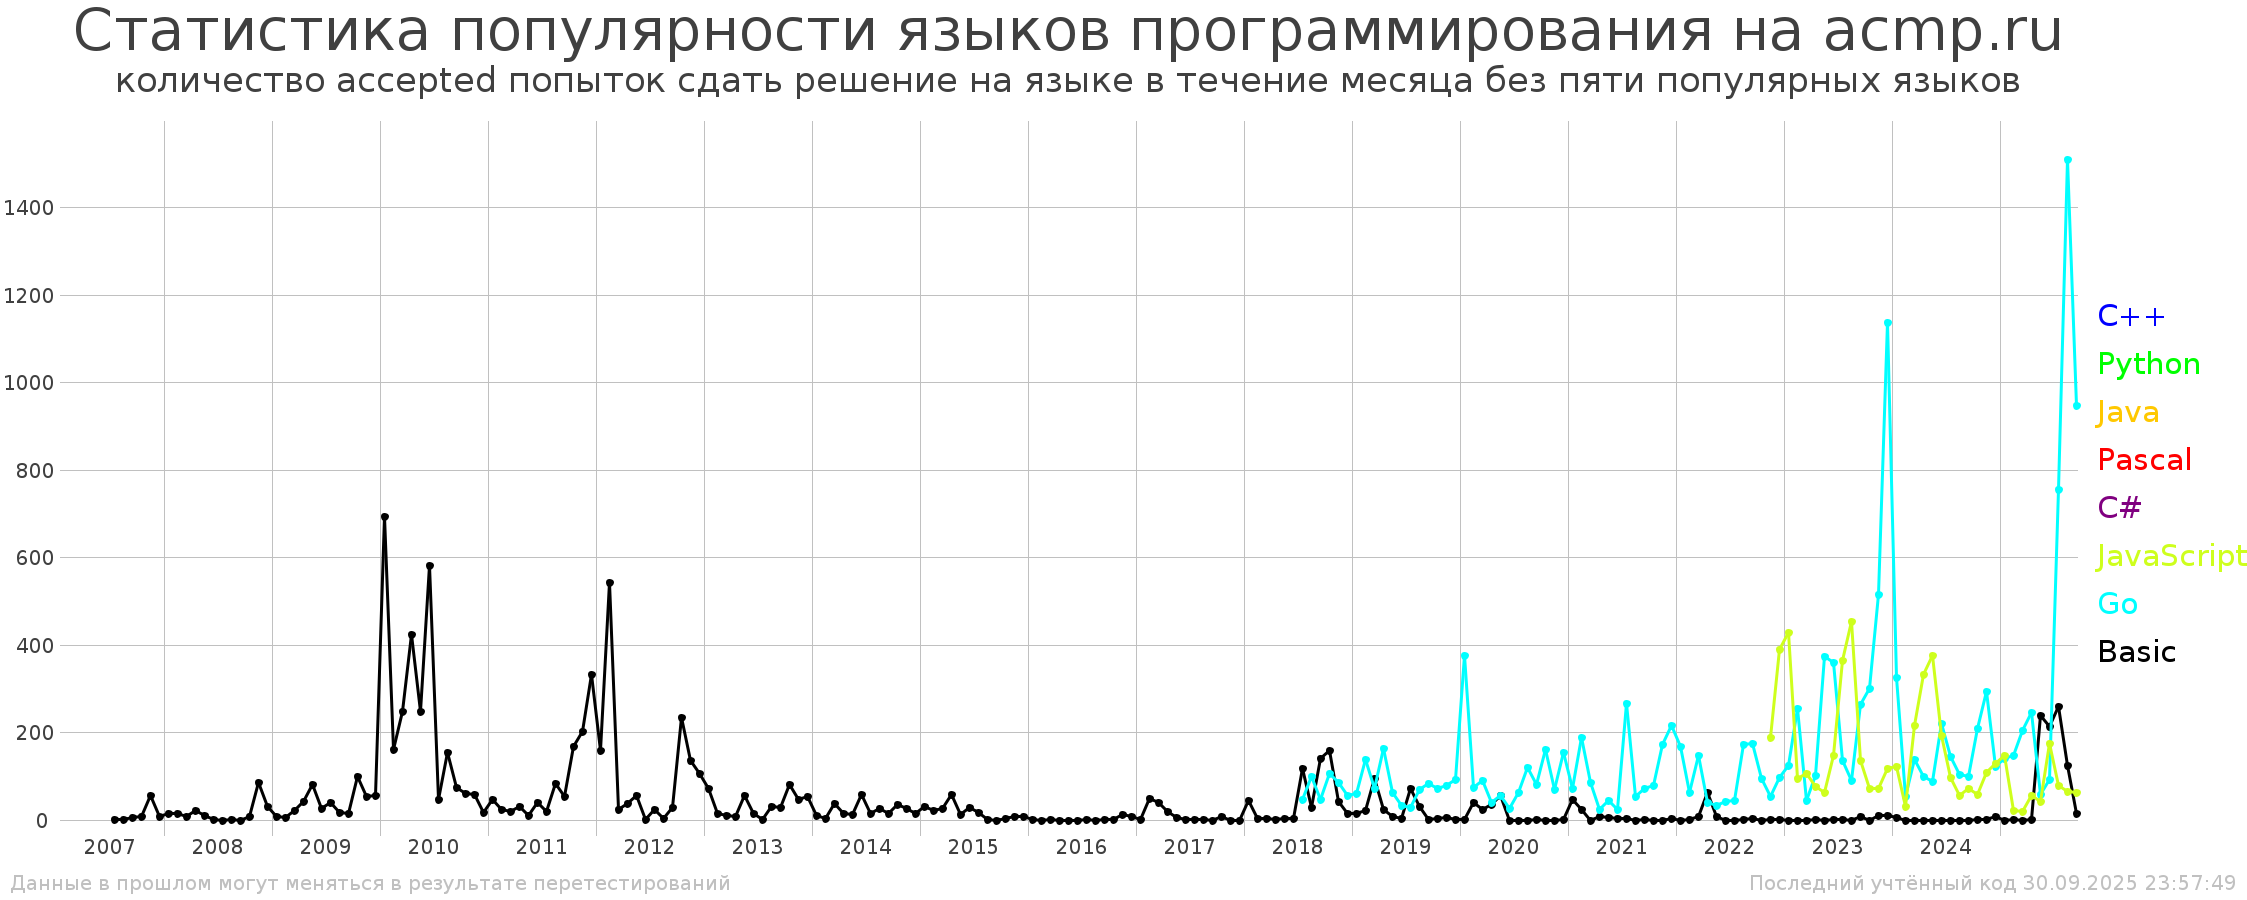 Статистика популярности языков программирования на acmp.ru
количество accepted попыток сдать решение на языке в течение месяца без пяти популярных языков
1400
1200
1000
800
600
400
200
0
2007 2008 2009 2010 2011 2012 2013 2014 2015 2016 2017 2018 2019 2020 2021 2022 2023 2024
C++
Python
Java
Pascal
C#
JavaScript
Go
Basic
Данные в прошлом могут меняться в результате перетестирований
Последний учтённый код 30.09.2025 23:57:49